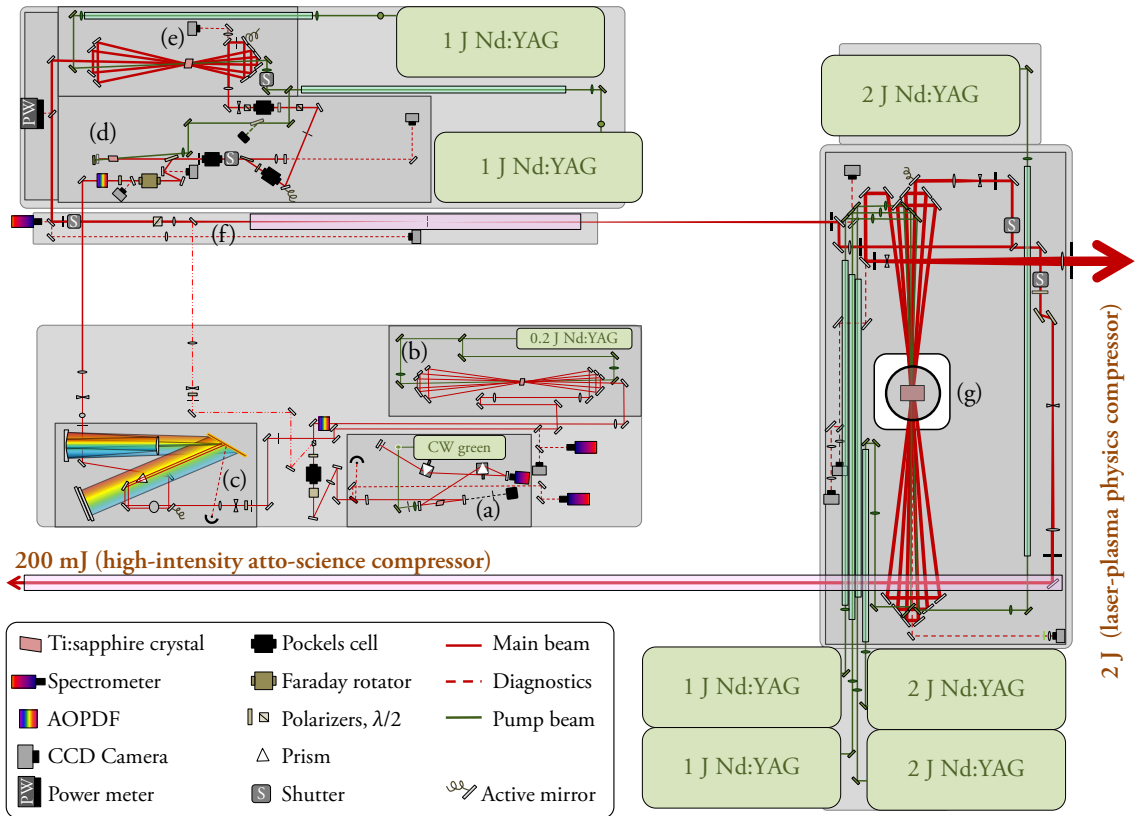 (e)
1 J Nd:YAG
S
PW
(d)
S
1 J Nd:YAG
2 J Nd:YAG
S
(f)
S
S
(b)
0.2 J Nd:YAG
(g)
CW green
(c)
(a)
200 mJ (high-intensity atto-science compressor)
2 J (laser-plasma physics compressor)
Ti:sapphire crystal
Pockels cell
Main beam
Spectrometer
Faraday rotator
Diagnostics
AOPDF
Polarizers, λ/2
Pump beam
CCD Camera
Prism
PW Power meter
S Shutter
Active mirror
1 J Nd:YAG
2 J Nd:YAG
1 J Nd:YAG
2 J Nd:YAG